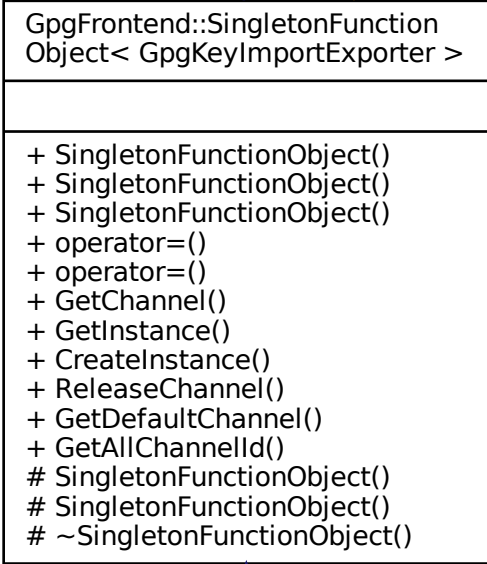 GpgFrontend::SingletonFunction
Object< GpgKeyImportExporter >
+ SingletonFunctionObject()
+ SingletonFunctionObject()
+ SingletonFunctionObject()
+ operator=()
+ operator=()
+ GetChannel()
+ GetInstance()
+ CreateInstance()
+ ReleaseChannel()
+ GetDefaultChannel()
+ GetAllChannelId()
# SingletonFunctionObject()
# SingletonFunctionObject()
# ~SingletonFunctionObject()